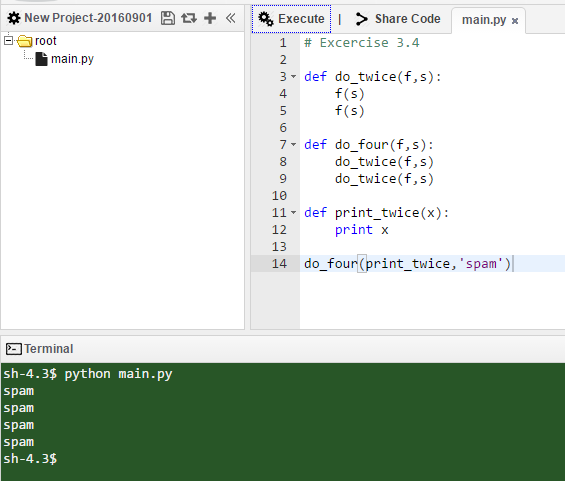 New Project-20160901
root
main.py
Execute | Share Code main.py x
1 # Excercise 3.4
2
3 def do_twice(f,s):
4     f(s)
5     f(s)
6
7 def do_four(f,s):
8     do_twice(f,s)
9     do_twice(f,s)
10
11 def print_twice(x):
12     print x
13
14 do_four(print_twice,'spam')
Terminal
sh-4.3$ python main.py
spam
spam
spam
spam
sh-4.3$